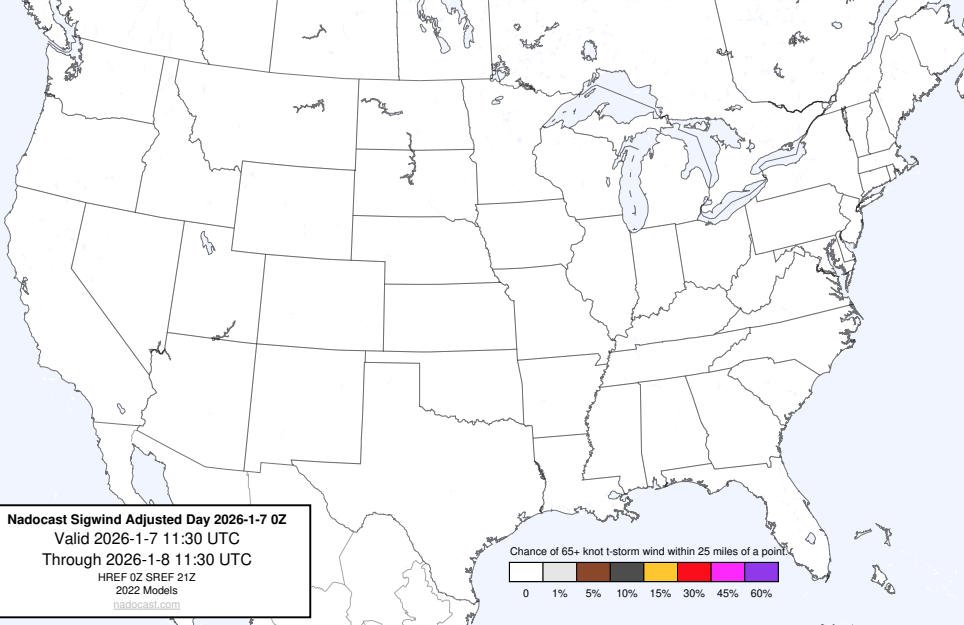 Nadocast Sigwind Adjusted Day 2026-1-7 0Z
Valid 2026-1-7 11:30 UTC
Through 2026-1-8 11:30 UTC
HREF 0Z SREF 21Z
2022 Models
nadocast.com
Chance of 65+ knot t-storm wind within 25 miles of a point.
0 1% 5% 10% 15% 30% 45% 60%